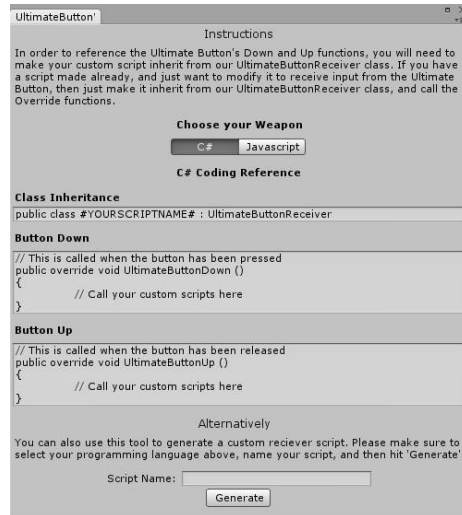 UltimateButton'
Instructions
In order to reference the Ultimate Button's Down and Up functions, you will need to
make your custom script inherit from our UltimateButtonReceiver class. If you have
a script made already, and just want to modify it to receive input from the Ultimate
Button, then just make it inherit from our UltimateButtonReceiver class, and call the
Override functions.
Choose your Weapon
C# Javascript
C# Coding Reference
Class Inheritance
public class #YOURSCRIPTNAME# : UltimateButtonReceiver
Button Down
// This is called when the button has been pressed
public override void UltimateButtonDown ()
{
// Call your custom scripts here
}
Button Up
// This is called when the button has been released
public override void UltimateButtonUp ()
{
// Call your custom scripts here
}
Alternatively
You can also use this tool to generate a custom reciever script. Please make sure to
select your programming language above, name your script, and then hit 'Generate'
Script Name:
Generate